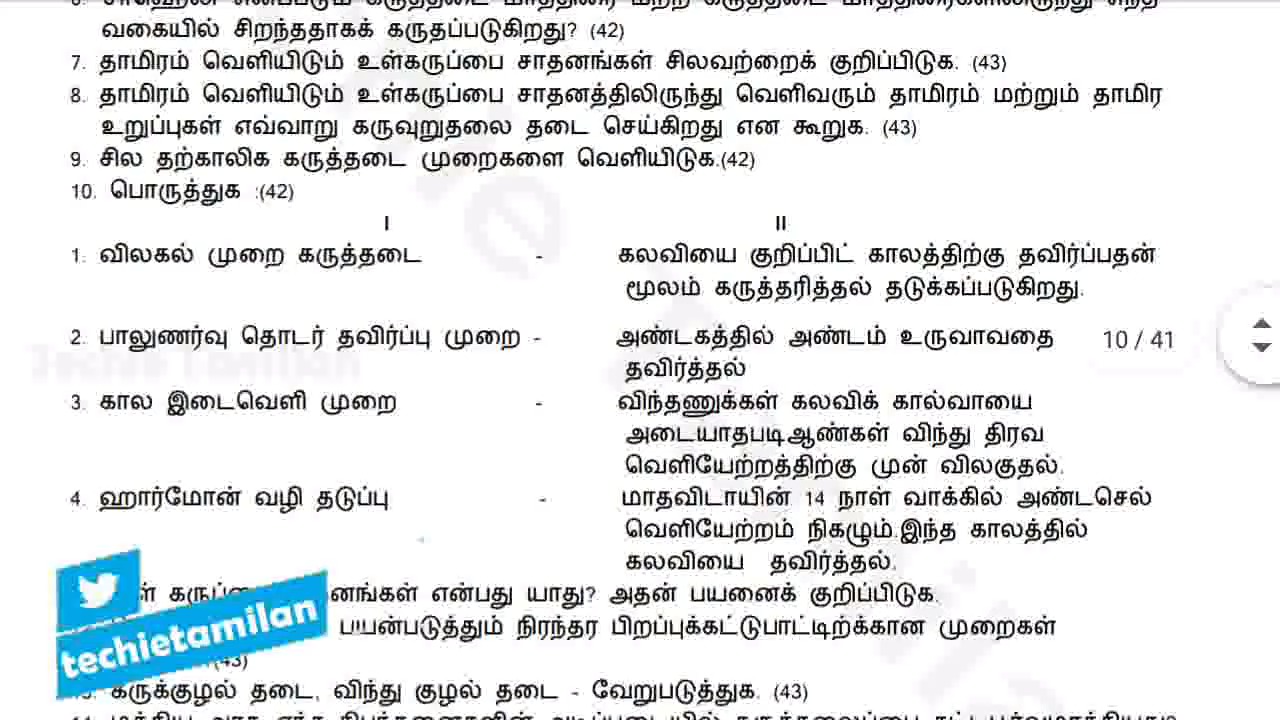 வகையில் சிறந்ததாகக் கருதப்படுகிறது? (42)
7. தாமிரம் வெளியிடும் உள்கருப்பை சாதனங்கள் சிலவற்றைக் குறிப்பிடுக. (43)
8. தாமிரம் வெளியிடும் உள்கருப்பை சாதனத்திலிருந்து வெளிவரும் தாமிரம் மற்றும் தாமிர
உறுப்புகள் எவ்வாறு கருவுறுதலை தடை செய்கிறது என கூறுக. (43)
9. சில தற்காலிக கருத்தடை முறைகளை வெளியிடுக.(42)
10. பொருத்துக :(42)
I II
1. விலகல் முறை கருத்தடை - கலவியை குறிப்பிட் காலத்திற்கு தவிர்ப்பதன்
மூலம் கருத்தரித்தல் தடுக்கப்படுகிறது.
2. பாலுணர்வு தொடர் தவிர்ப்பு முறை - அண்டகத்தில் அண்டம் உருவாவதை
தவிர்த்தல்
10 / 41
3. கால இடைவெளி முறை - விந்தணுக்கள் கலவிக் கால்வாயை
அடையாதபடிஆண்கள் விந்து திரவ
வெளியேற்றத்திற்கு முன் விலகுதல்.
4. ஹார்மோன் வழி தடுப்பு - மாதவிடாயின் 14 நாள் வாக்கில் அண்டசெல்
வெளியேற்றம் நிகழும்.இந்த காலத்தில்
கலவியை தவிர்த்தல்.
என்பது யாது? அதன் பயனைக் குறிப்பிடுக.
பயன்படுத்தும் நிரந்தர பிறப்புக்கட்டுபாட்டிற்க்கான முறைகள்
(43)
கருக்குழல் தடை, விந்து குழல் தடை - வேறுபடுத்துக. (43)
techietamilan
Techie Tamilan